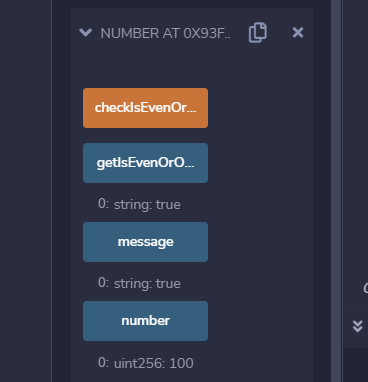 NUMBER AT 0X93F..
checkIsEvenOr...
getIsEvenOrO...
0: string: true
message
0: string: true
number
0: uint256: 100